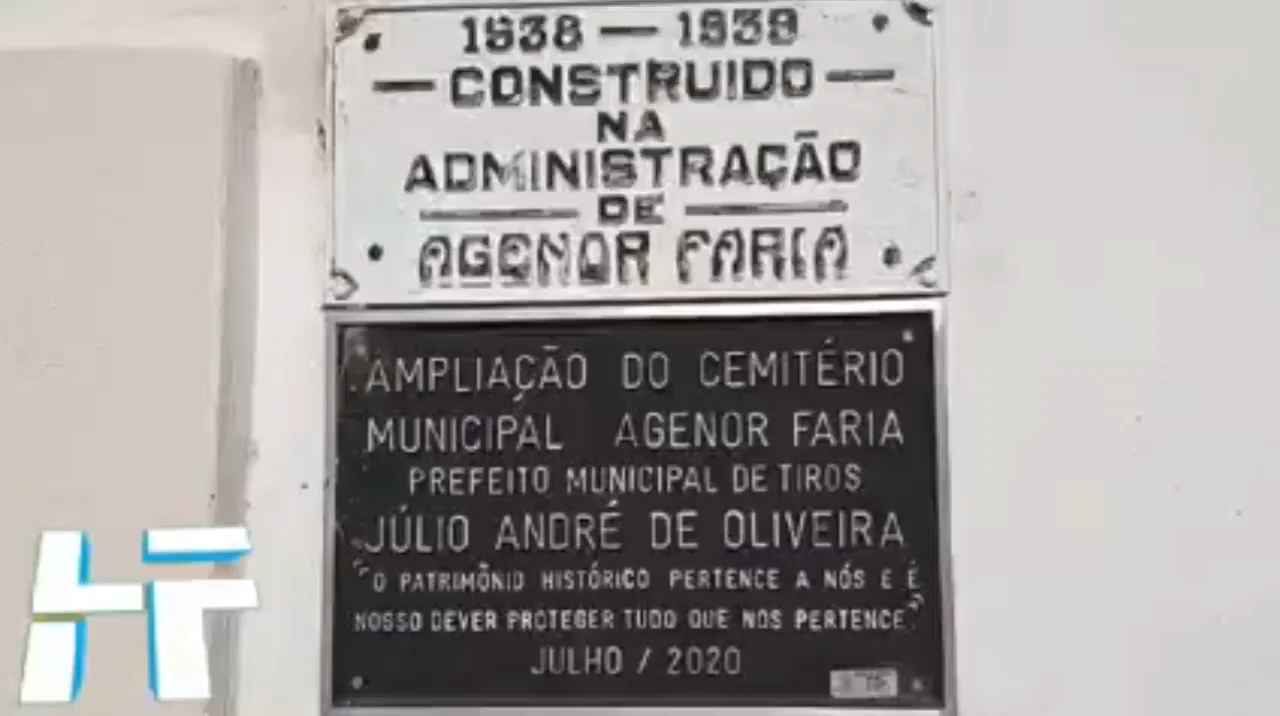 1938 — 1939
— CONSTRUIDO —
NA
ADMINISTRAÇÃO
— DE —
AGENOR FARIA
AMPLIAÇÃO DO CEMITÉRIO
MUNICIPAL AGENOR FARIA
PREFEITO MUNICIPAL DE TIROS
JÚLIO ANDRÉ DE OLIVEIRA
"O PATRIMÔNIO HISTÓRICO PERTENCE A NÓS E É
NOSSO DEVER PROTEGER TUDO QUE NOS PERTENCE."
JULHO / 2020
HT